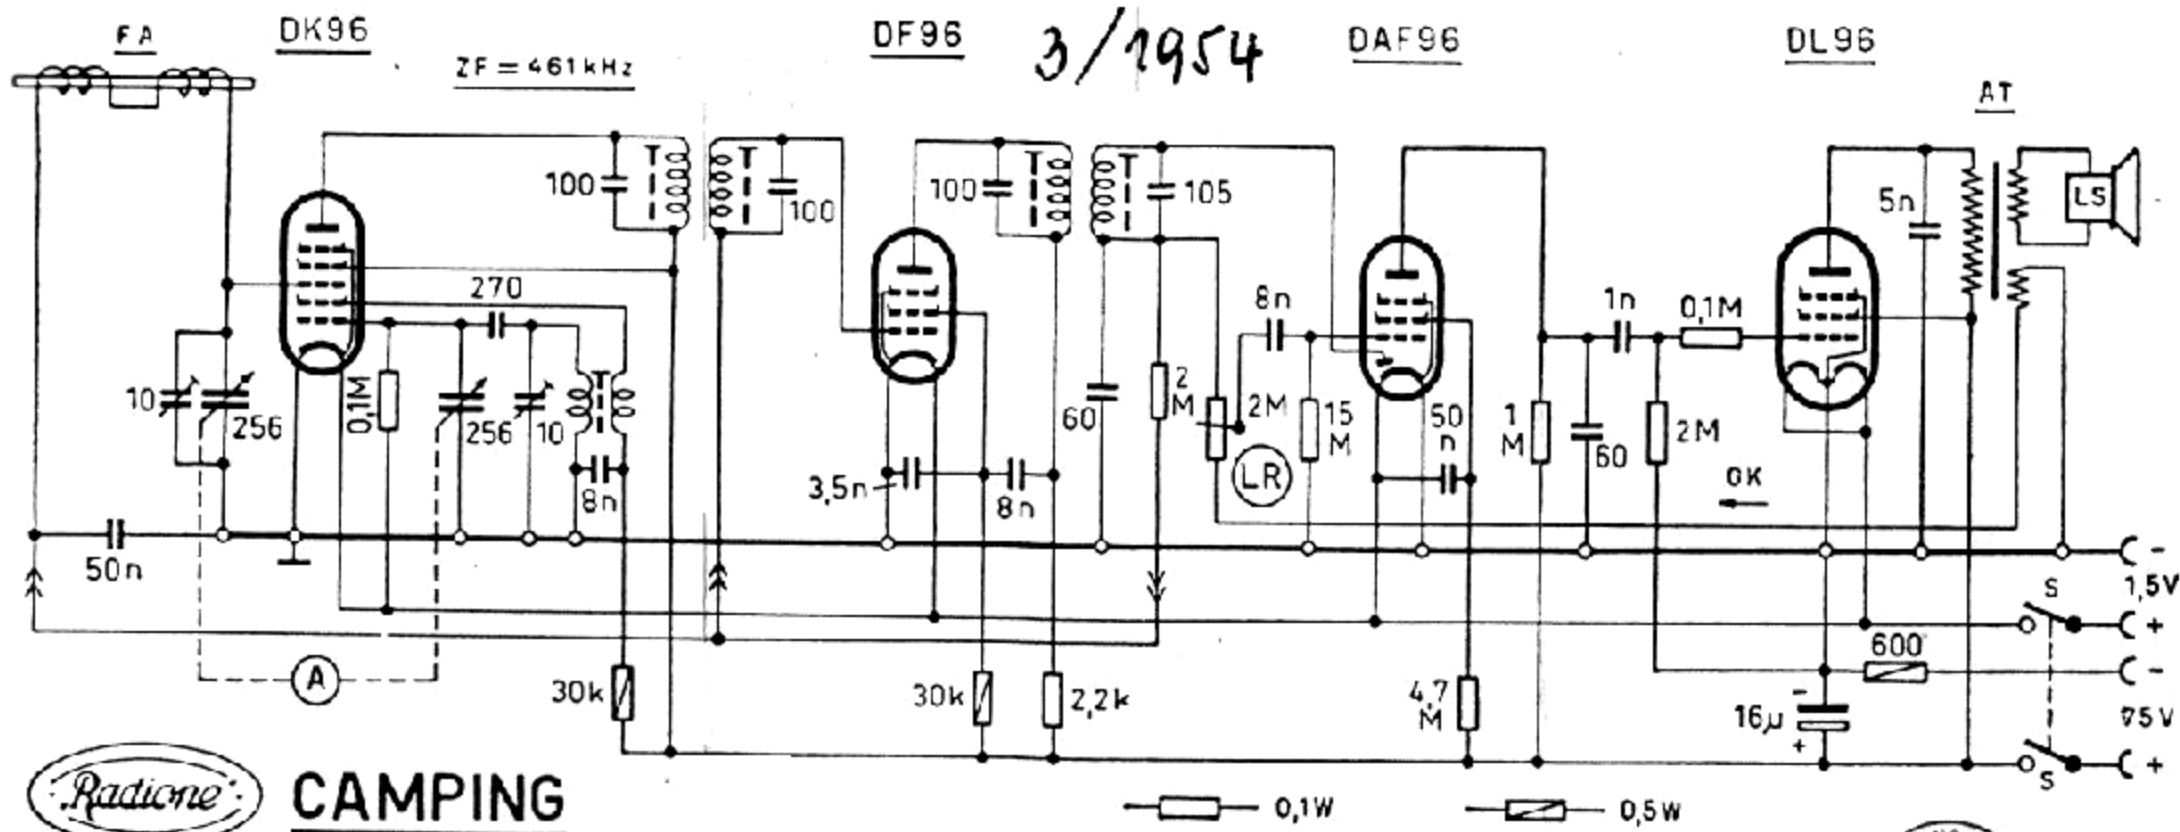 FA
DK96
ZF = 461 kHz
DF96
3/1954
DAF96
DL96
AT
100
100
100
105
5n
LS
270
8n
1n
0,1M
10
256
0,1M
256
10
8n
3,5n
8n
60
2
M
2M
LR
15
M
50
n
1
M
60
2M
GK
50n
-
1,5V
S
+
A
30k
30k
2,2k
4,7
M
600
-
16µ
-
+
75V
S
+
Radione
CAMPING
0,1W
0,5W